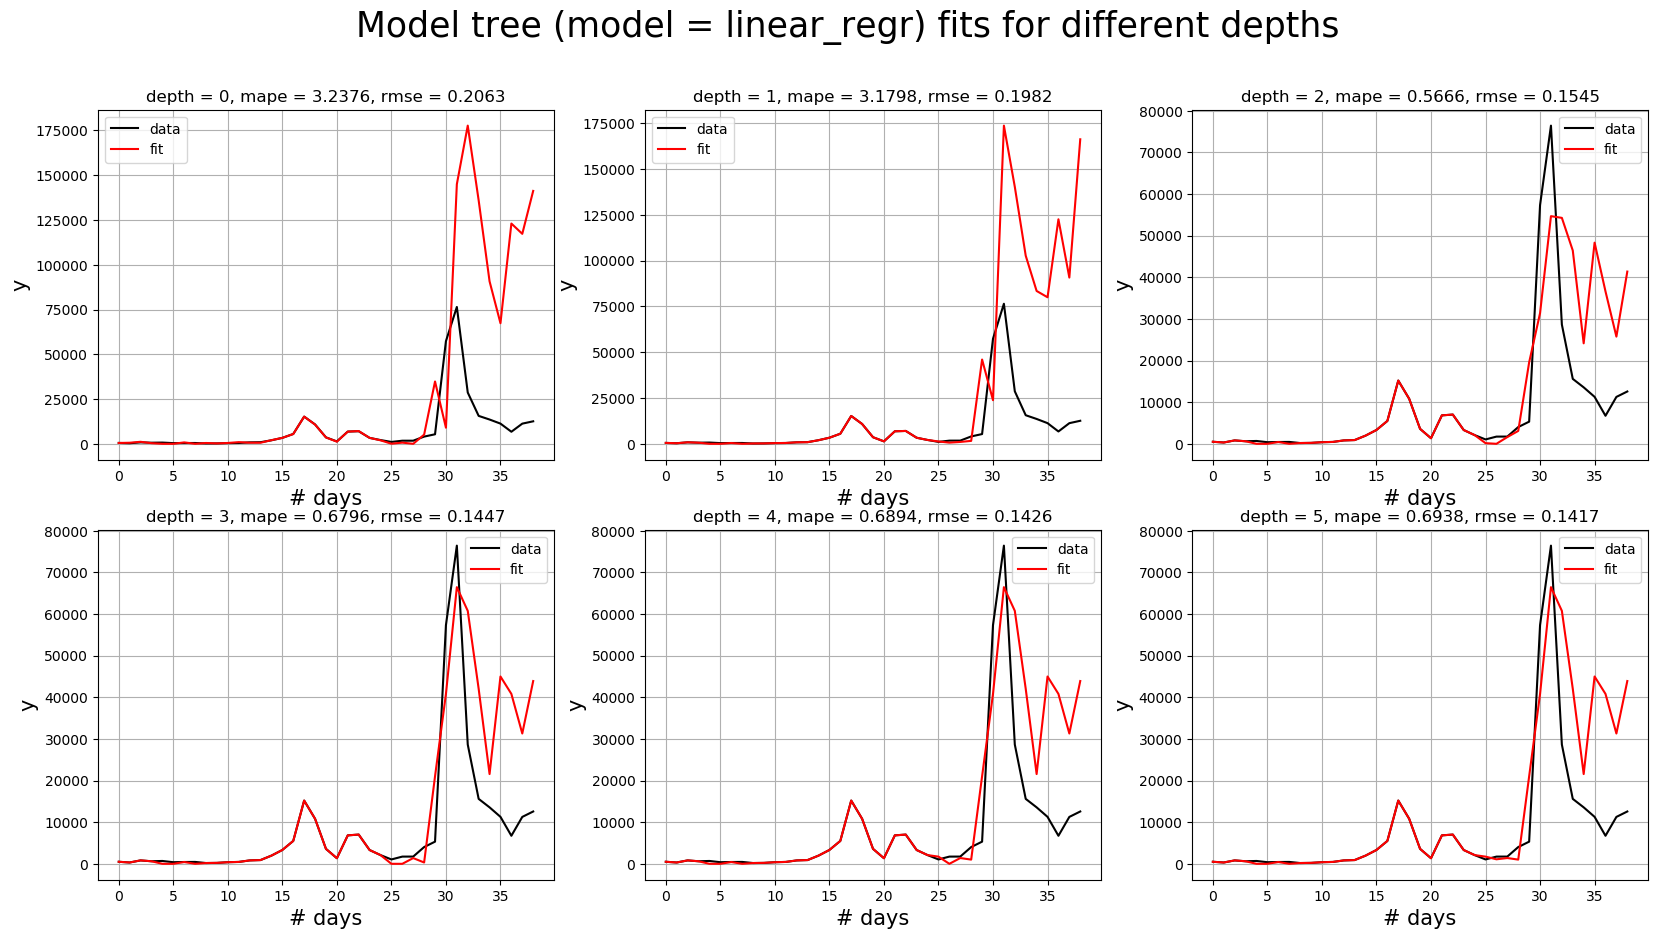 Model tree (model = linear_regr) fits for different depths
depth = 0, mape = 3.2376, rmse = 0.2063
175000
150000
125000
100000
75000
50000
25000
0
y
data
fit
0 5 10 15 20 25 30 35
# days
depth = 1, mape = 3.1798, rmse = 0.1982
175000
150000
125000
100000
75000
50000
25000
0
y
data
fit
0 5 10 15 20 25 30 35
# days
depth = 2, mape = 0.5666, rmse = 0.1545
80000
70000
60000
50000
40000
30000
20000
10000
0
y
data
fit
0 5 10 15 20 25 30 35
# days
depth = 3, mape = 0.6796, rmse = 0.1447
80000
70000
60000
50000
40000
30000
20000
10000
0
y
data
fit
0 5 10 15 20 25 30 35
# days
depth = 4, mape = 0.6894, rmse = 0.1426
80000
70000
60000
50000
40000
30000
20000
10000
0
y
data
fit
0 5 10 15 20 25 30 35
# days
depth = 5, mape = 0.6938, rmse = 0.1417
80000
70000
60000
50000
40000
30000
20000
10000
0
y
data
fit
0 5 10 15 20 25 30 35
# days